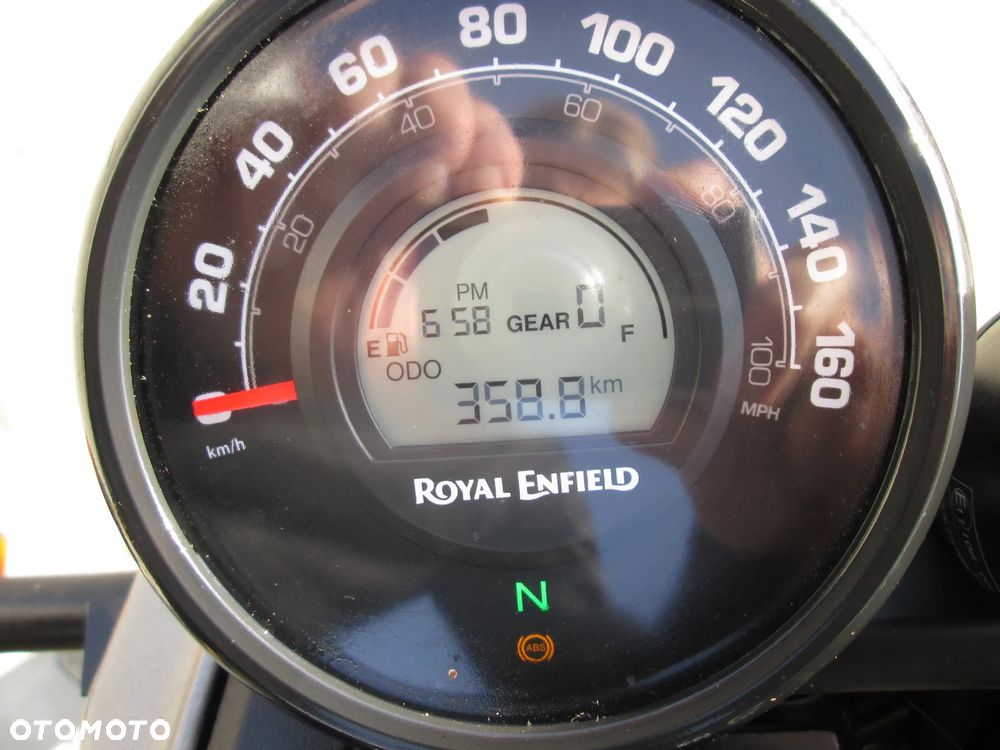 0
20
40
60
80
100
120
140
160
km/h
20
40
60
80
100
MPH
PM
6 58 GEAR 0
E F
ODO
358.8 km
ROYAL ENFIELD
N
ABS
OTOMOTO